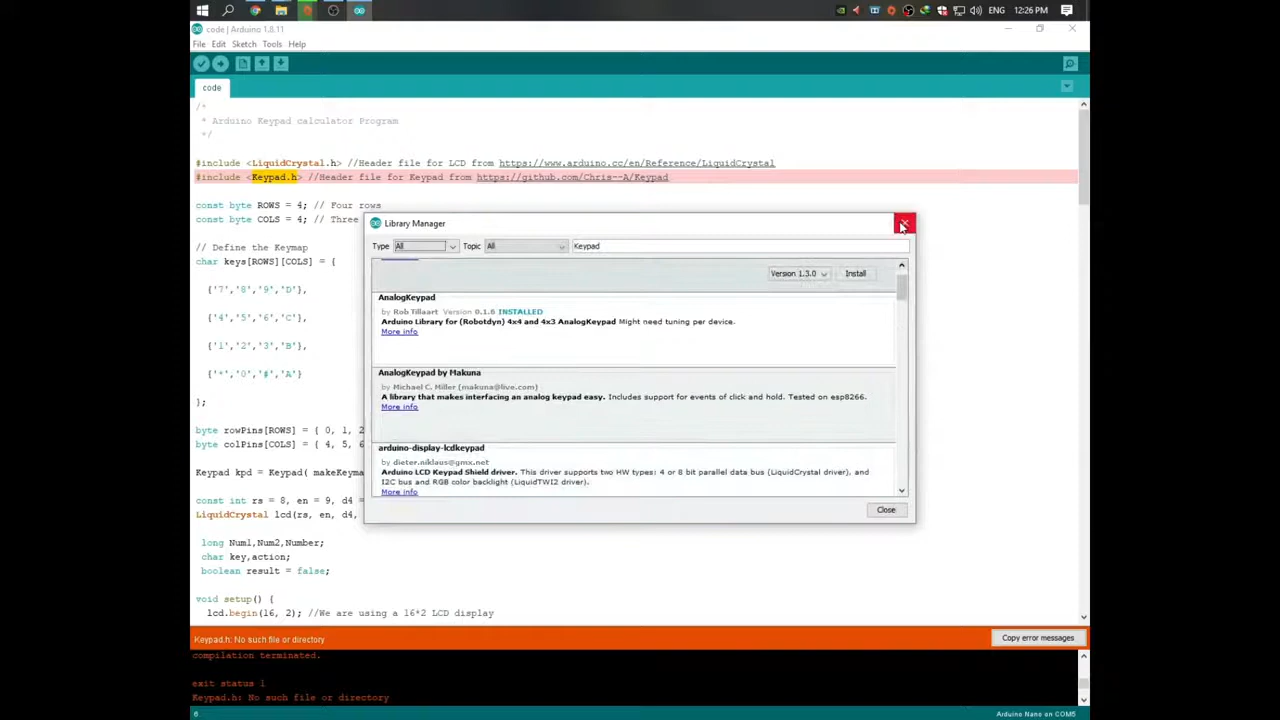 ENG 12:26 PM
code | Arduino 1.8.11
File Edit Sketch Tools Help
code
/*
* Arduino Keypad calculator Program
*/
#include <LiquidCrystal.h> //Header file for LCD from https://www.arduino.cc/en/Reference/LiquidCrystal
#include <Keypad.h> //Header file for Keypad from https://github.com/Chris--A/Keypad
const byte ROWS = 4; // Four rows
const byte COLS = 4; // Three
// Define the Keymap
char keys[ROWS][COLS] = {
{'7','8','9','D'},
{'4','5','6','C'},
{'1','2','3','B'},
{'*','0','#','A'}
};
byte rowPins[ROWS] = { 0, 1, 2
byte colPins[COLS] = { 4, 5, 6
Keypad kpd = Keypad( makeKeyma
const int rs = 8, en = 9, d4 =
LiquidCrystal lcd(rs, en, d4,
long Num1,Num2,Number;
char key,action;
boolean result = false;
void setup() {
lcd.begin(16, 2); //We are using a 16*2 LCD display
Library Manager
Type All Topic All Keypad
Version 1.3.0 Install
AnalogKeypad
by Rob Tillaart Version 0.1.5 INSTALLED
Arduino Library for (Robotdyn) 4x4 and 4x3 AnalogKeypad Might need tuning per device.
More info
AnalogKeypad by Makuna
by Michael C. Miller (makuna@live.com)
A library that makes interfacing an analog keypad easy. Includes support for events of click and hold. Tested on esp8266.
More info
arduino-display-lcdkeypad
by dieter.niklaus@gmx.net
Arduino LCD Keypad Shield driver. This driver supports two HW types: 4 or 8 bit parallel data bus (LiquidCrystal driver), and
I2C bus and RGB color backlight (LiquidTWI2 driver).
More info
Close
Keypad.h: No such file or directory
Copy error messages
compilation terminated.
exit status 1
Keypad.h: No such file or directory
6 Arduino Nano on COM5